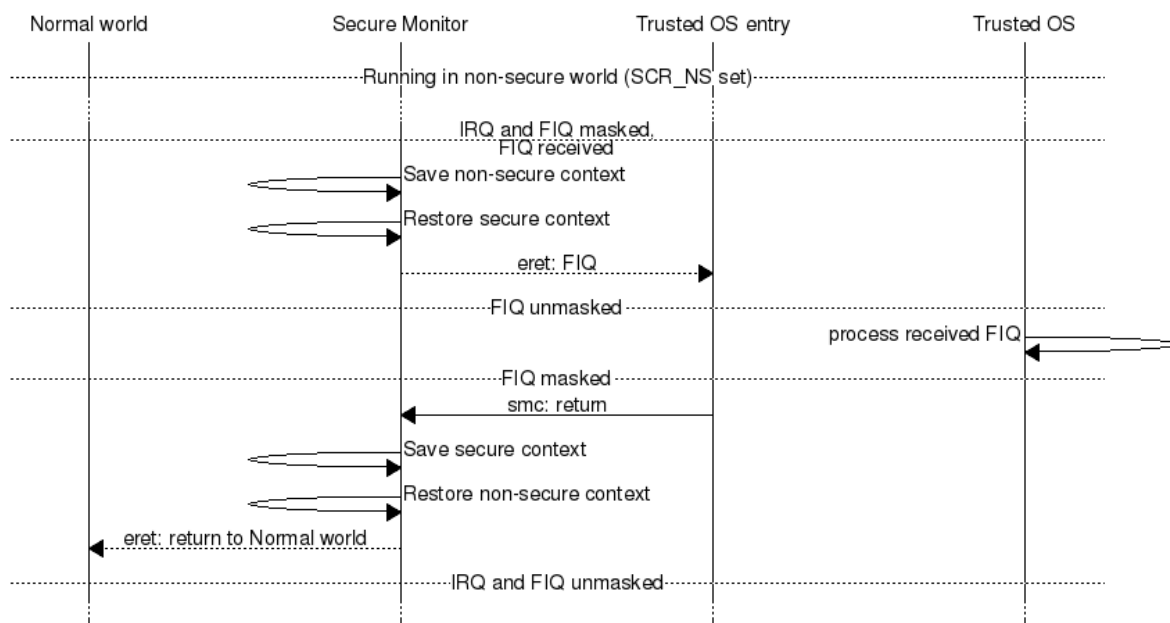 Normal world
Secure Monitor
Trusted OS entry
Trusted OS
Running in non-secure world (SCR_NS set)
IRQ and FIQ masked,
FIQ received
Save non-secure context
Restore secure context
eret: FIQ
FIQ unmasked
process received FIQ
FIQ masked
smc: return
Save secure context
Restore non-secure context
eret: return to Normal world
IRQ and FIQ unmasked